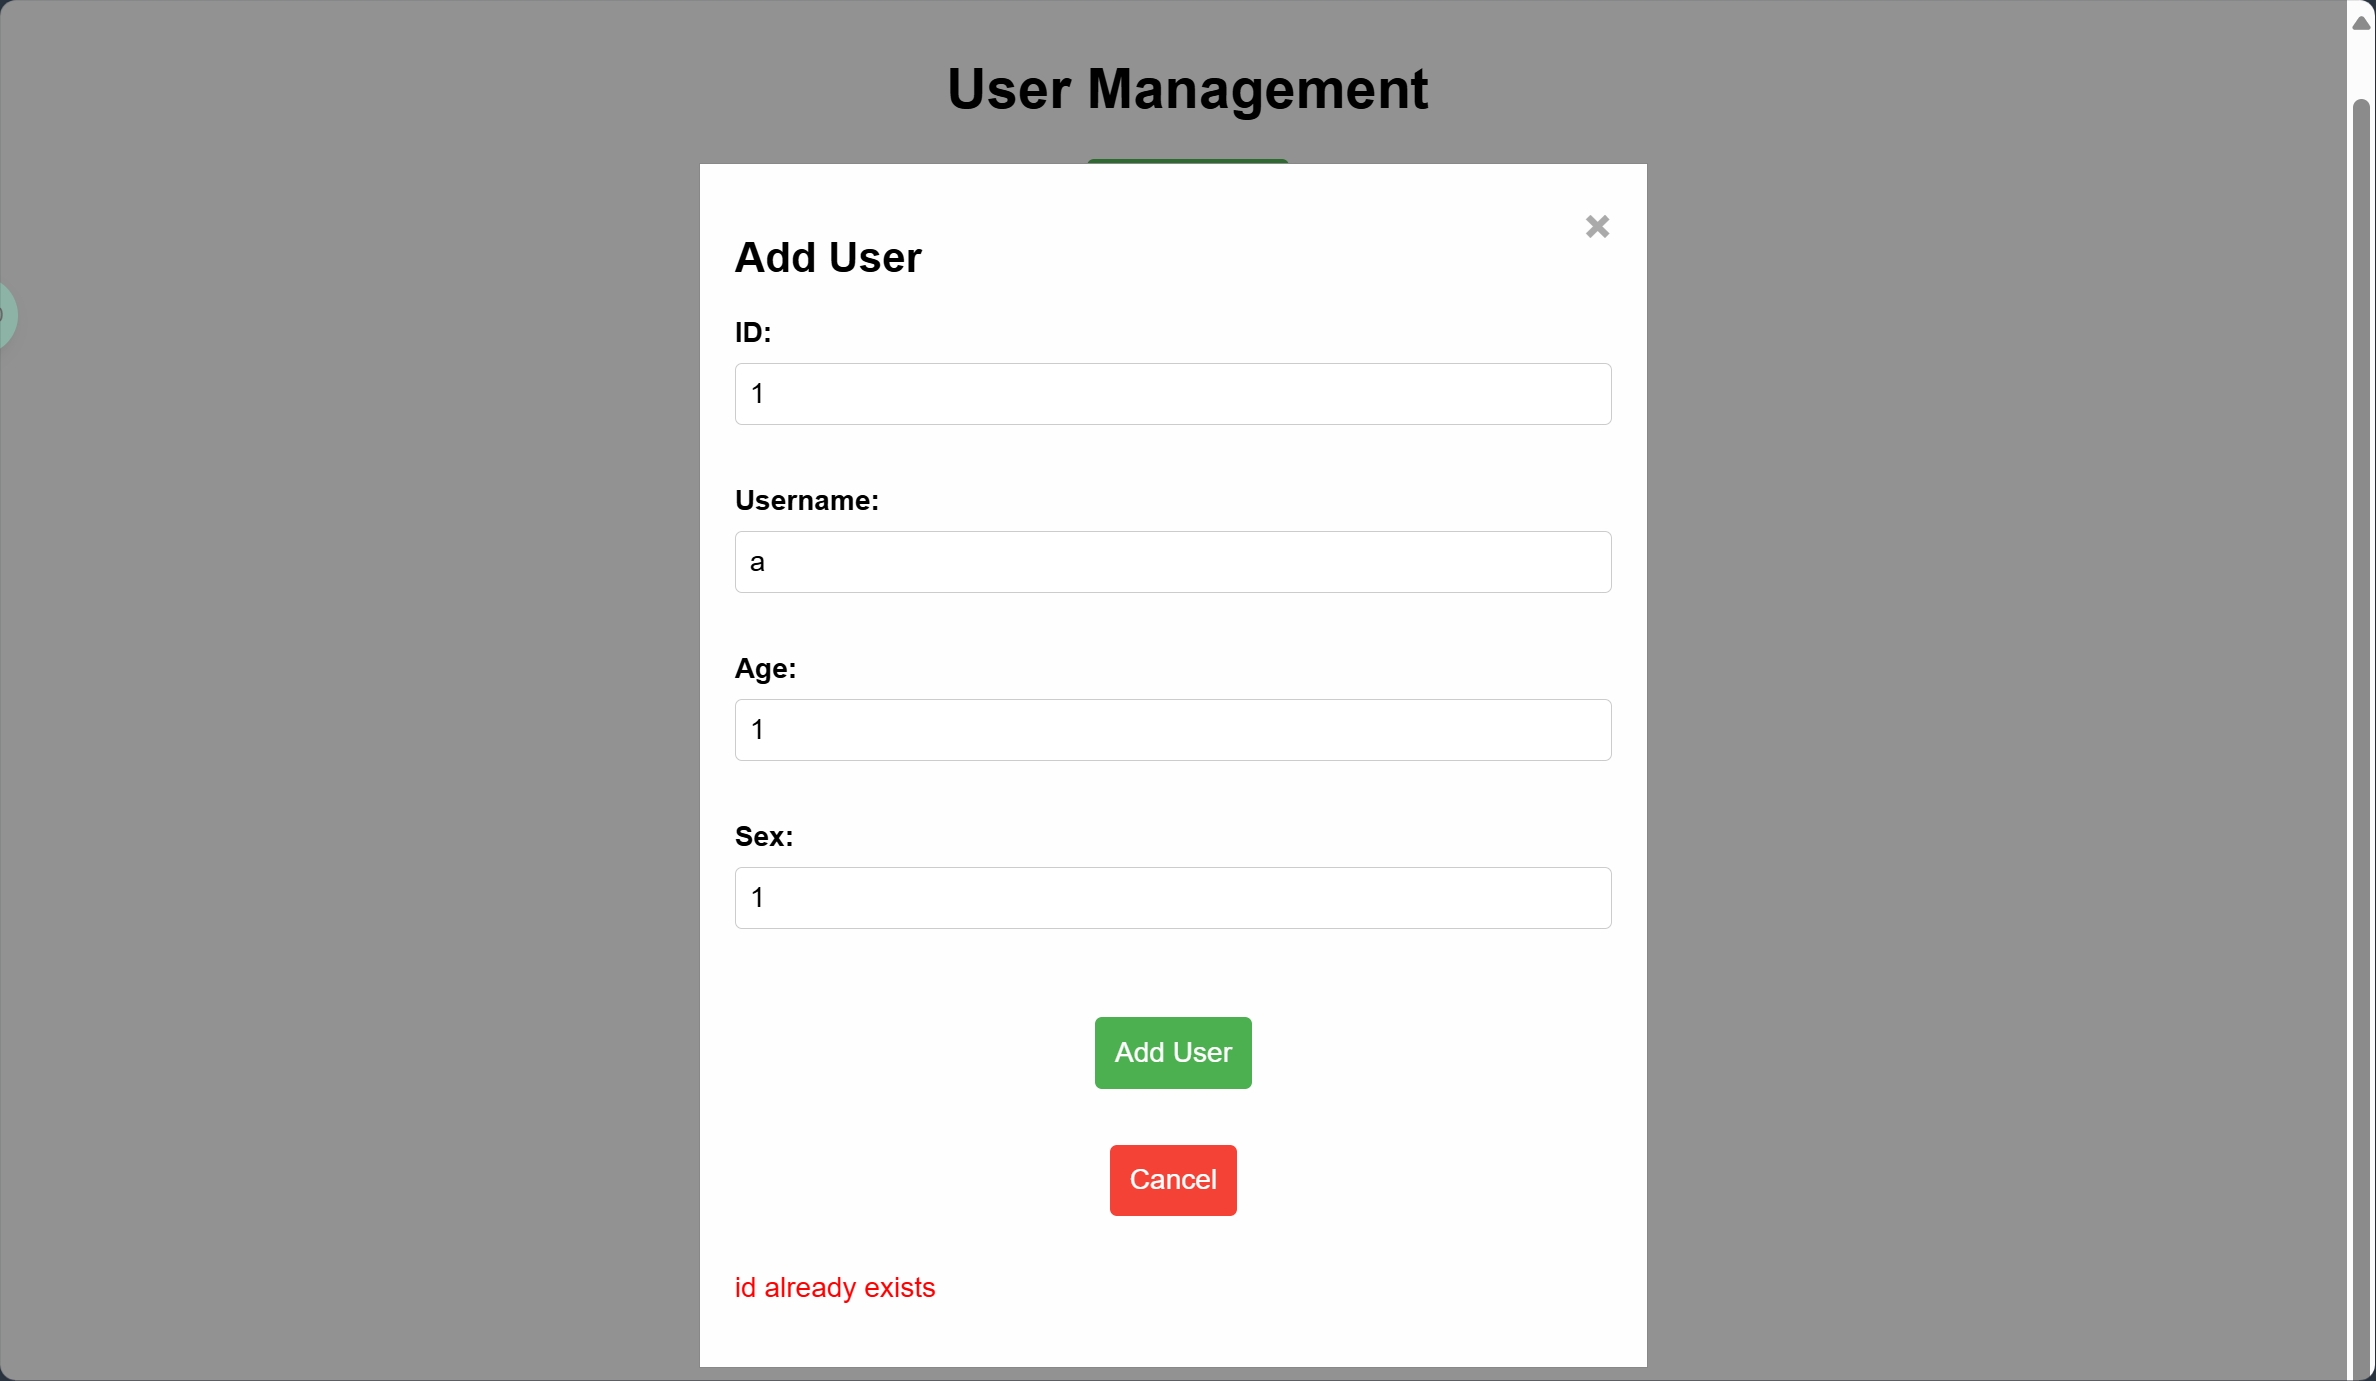 User Management
×
Add User
ID:
1
Username:
a
Age:
1
Sex:
1
Add User
Cancel
id already exists